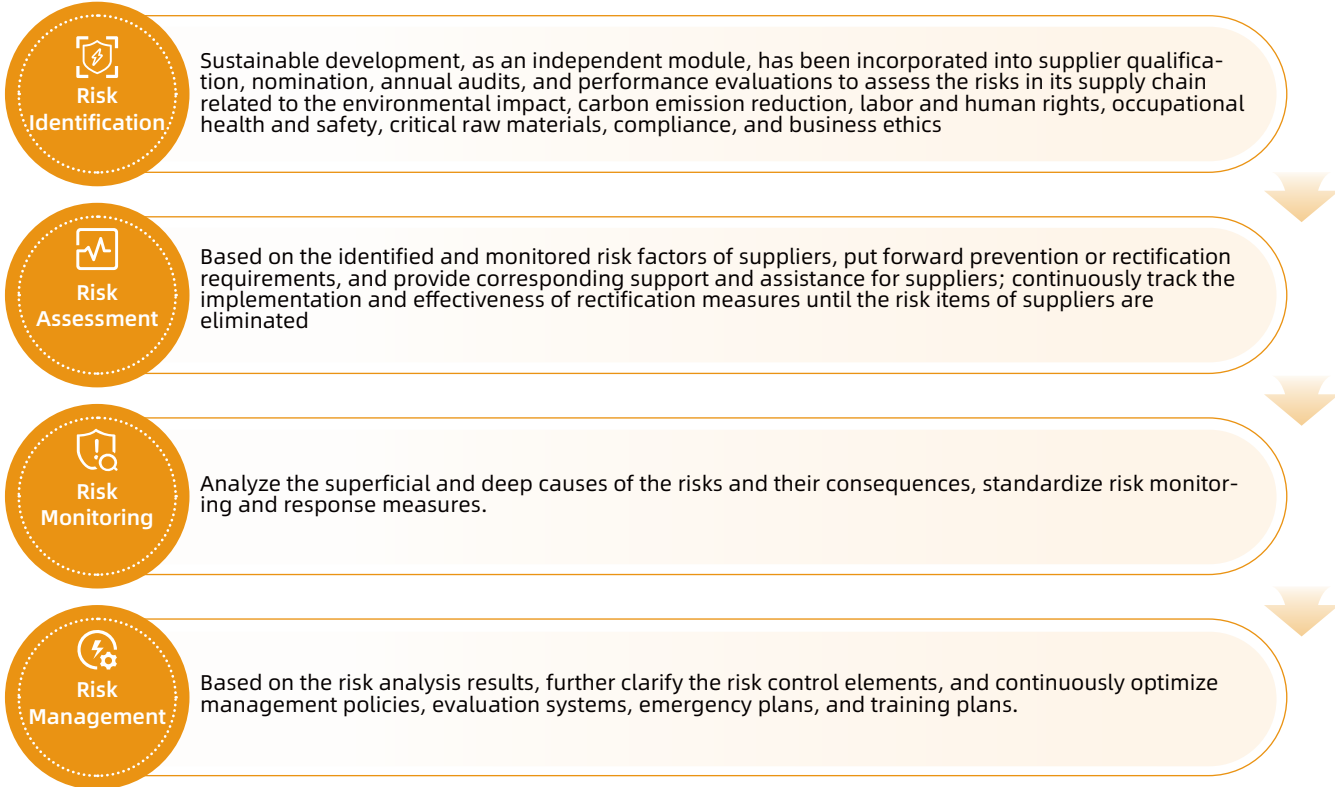 Risk
Identification
Sustainable development, as an independent module, has been incorporated into supplier qualifica-
tion, nomination, annual audits, and performance evaluations to assess the risks in its supply chain
related to the environmental impact, carbon emission reduction, labor and human rights, occupational
health and safety, critical raw materials, compliance, and business ethics
Risk
Assessment
Based on the identified and monitored risk factors of suppliers, put forward prevention or rectification
requirements, and provide corresponding support and assistance for suppliers; continuously track the
implementation and effectiveness of rectification measures until the risk items of suppliers are
eliminated
Risk
Monitoring
Analyze the superficial and deep causes of the risks and their consequences, standardize risk monitor-
ing and response measures.
Risk
Management
Based on the risk analysis results, further clarify the risk control elements, and continuously optimize
management policies, evaluation systems, emergency plans, and training plans.